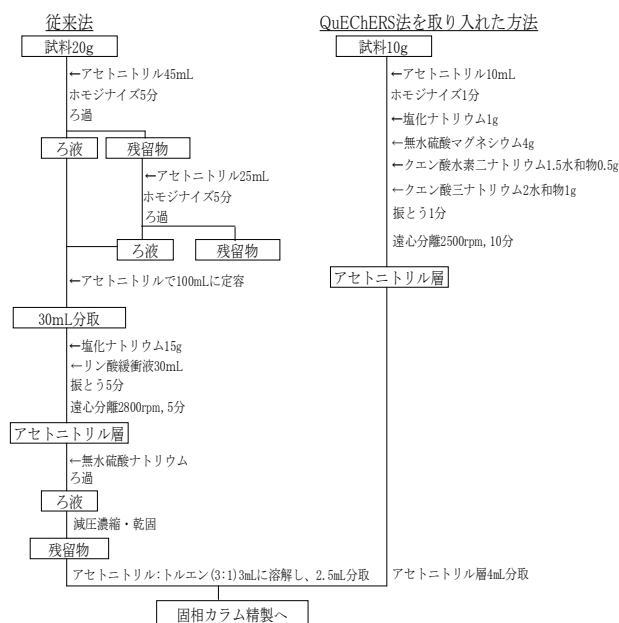 従来法
試料20g
←アセトニトリル45mL
ホモジナイズ5分
ろ過
ろ液
残留物
←アセトニトリル25mL
ホモジナイズ5分
ろ過
ろ液
残留物
←アセトニトリルで100mLに定容
30mL分取
←塩化ナトリウム15g
←リン酸緩衝液30mL
振とう5分
遠心分離2800rpm,5分
アセトニトリル層
←無水硫酸ナトリウム
ろ過
ろ液
減圧濃縮・乾固
残留物
アセトニトリル:トルエン(3:1)3mLに溶解し、2.5mL分取
QuEChERS法を取り入れた方法
試料10g
←アセトニトリル10mL
ホモジナイズ1分
←塩化ナトリウム1g
←無水硫酸マグネシウム4g
←クエン酸水素二ナトリウム1.5水和物0.5g
←クエン酸三ナトリウム2水和物1g
振とう1分
遠心分離2500rpm,10分
アセトニトリル層
アセトニトリル層4mL分取
固相カラム精製へ